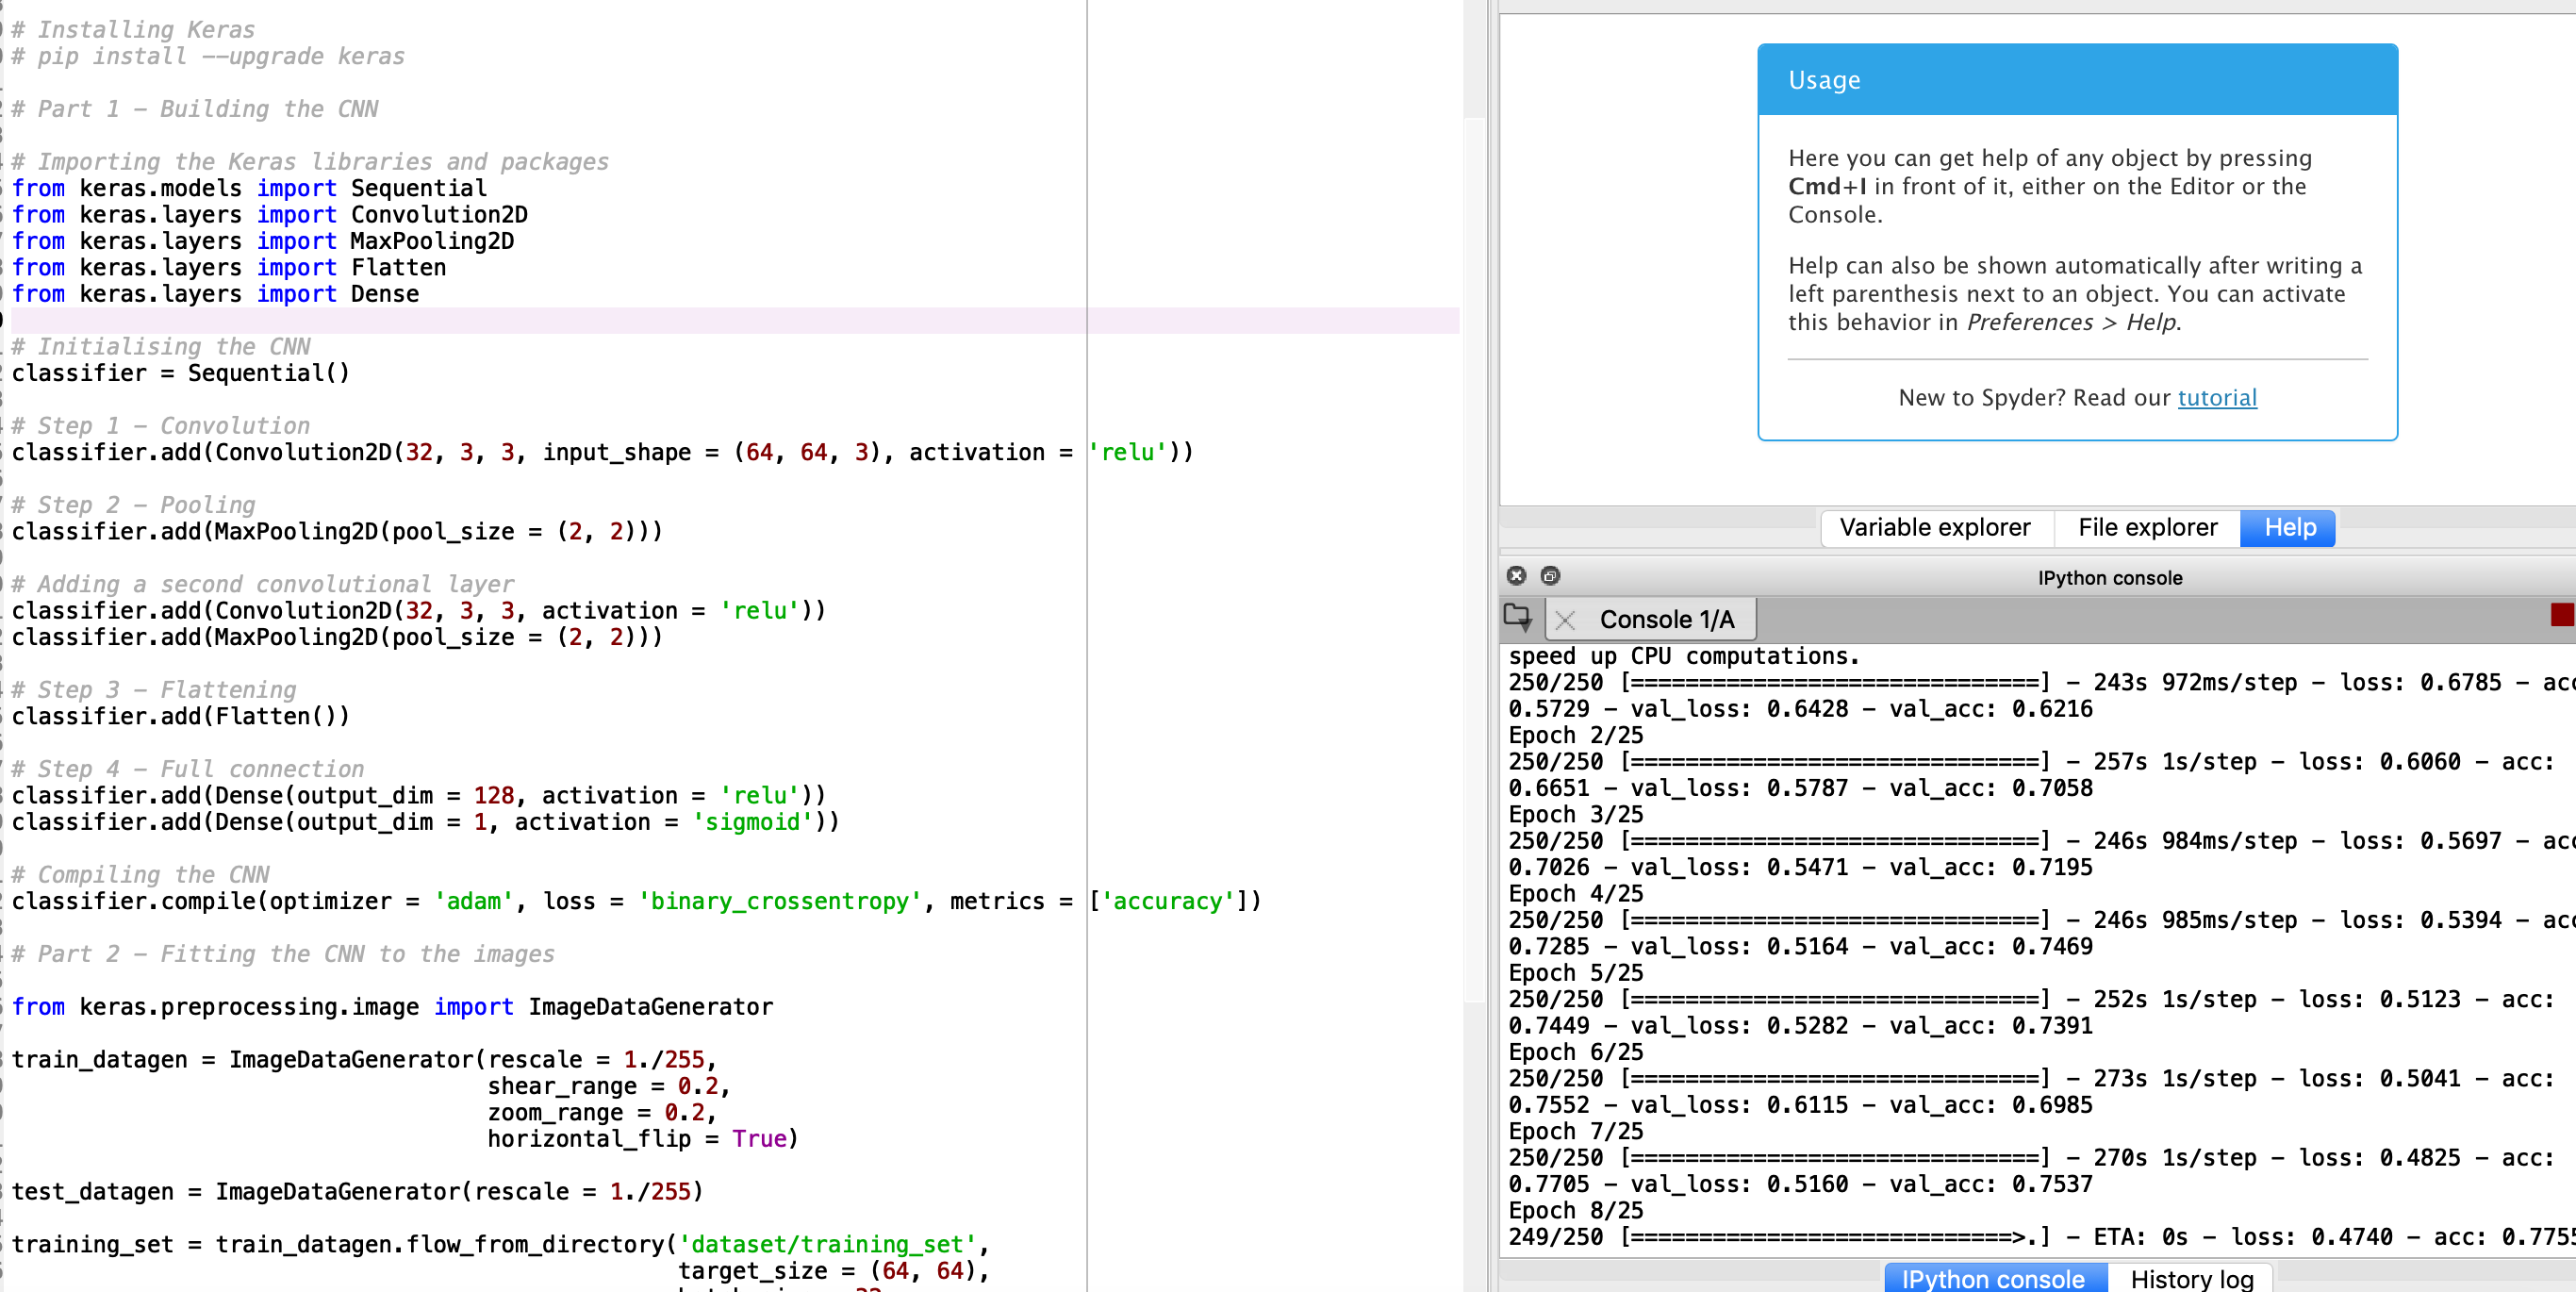 # Installing Keras
# pip install --upgrade keras
# Part 1 - Building the CNN
# Importing the Keras libraries and packages
from keras.models import Sequential
from keras.layers import Convolution2D
from keras.layers import MaxPooling2D
from keras.layers import Flatten
from keras.layers import Dense
# Initialising the CNN
classifier = Sequential()
# Step 1 - Convolution
classifier.add(Convolution2D(32, 3, 3, input_shape = (64, 64, 3), activation = 'relu'))
# Step 2 - Pooling
classifier.add(MaxPooling2D(pool_size = (2, 2)))
# Adding a second convolutional layer
classifier.add(Convolution2D(32, 3, 3, activation = 'relu'))
classifier.add(MaxPooling2D(pool_size = (2, 2)))
# Step 3 - Flattening
classifier.add(Flatten())
# Step 4 - Full connection
classifier.add(Dense(output_dim = 128, activation = 'relu'))
classifier.add(Dense(output_dim = 1, activation = 'sigmoid'))
# Compiling the CNN
classifier.compile(optimizer = 'adam', loss = 'binary_crossentropy', metrics = ['accuracy'])
# Part 2 - Fitting the CNN to the images
from keras.preprocessing.image import ImageDataGenerator
train_datagen = ImageDataGenerator(rescale = 1./255,
shear_range = 0.2,
zoom_range = 0.2,
horizontal_flip = True)
test_datagen = ImageDataGenerator(rescale = 1./255)
training_set = train_datagen.flow_from_directory('dataset/training_set',
target_size = (64, 64),
Usage
Here you can get help of any object by pressing
Cmd+I in front of it, either on the Editor or the
Console.
Help can also be shown automatically after writing a
left parenthesis next to an object. You can activate
this behavior in Preferences > Help.
New to Spyder? Read our tutorial
Variable explorer File explorer Help
IPython console
Console 1/A
speed up CPU computations.
250/250 [==============================] - 243s 972ms/step - loss: 0.6785 - acc
0.5729 - val_loss: 0.6428 - val_acc: 0.6216
Epoch 2/25
250/250 [==============================] - 257s 1s/step - loss: 0.6060 - acc:
0.6651 - val_loss: 0.5787 - val_acc: 0.7058
Epoch 3/25
250/250 [==============================] - 246s 984ms/step - loss: 0.5697 - acc
0.7026 - val_loss: 0.5471 - val_acc: 0.7195
Epoch 4/25
250/250 [==============================] - 246s 985ms/step - loss: 0.5394 - acc
0.7285 - val_loss: 0.5164 - val_acc: 0.7469
Epoch 5/25
250/250 [==============================] - 252s 1s/step - loss: 0.5123 - acc:
0.7449 - val_loss: 0.5282 - val_acc: 0.7391
Epoch 6/25
250/250 [==============================] - 273s 1s/step - loss: 0.5041 - acc:
0.7552 - val_loss: 0.6115 - val_acc: 0.6985
Epoch 7/25
250/250 [==============================] - 270s 1s/step - loss: 0.4825 - acc:
0.7705 - val_loss: 0.5160 - val_acc: 0.7537
Epoch 8/25
249/250 [============================>.] - ETA: 0s - loss: 0.4740 - acc: 0.7755
IPython console History log